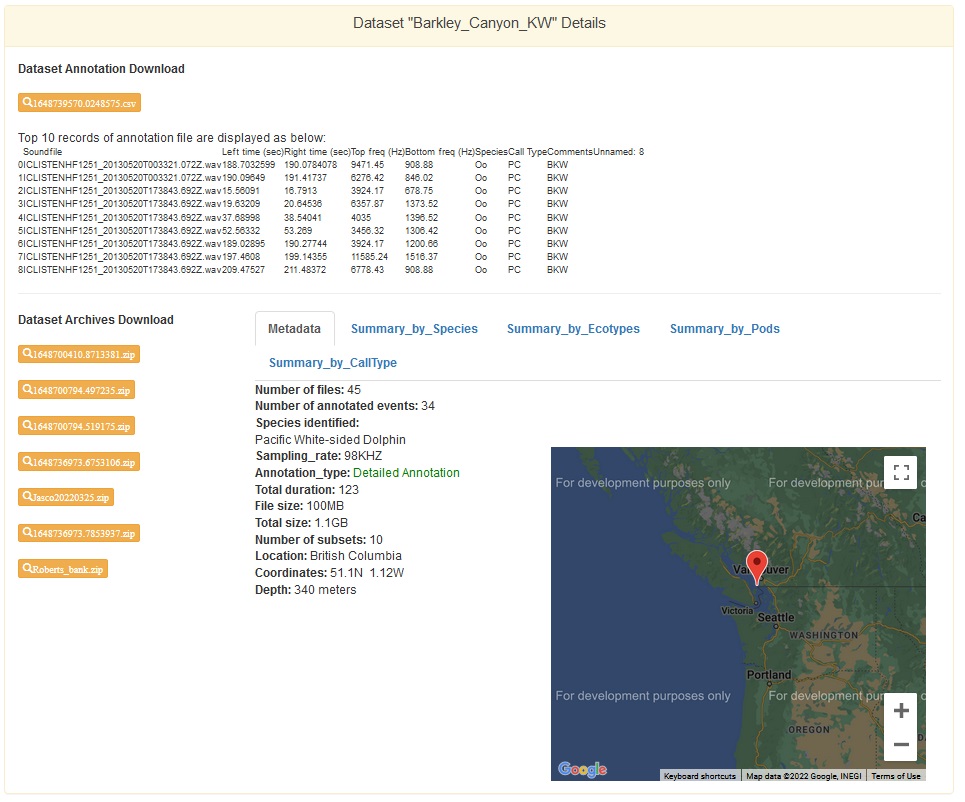 Dataset "Barkley_Canyon_KW" Details
Dataset Annotation Download
1648739570.0248575.csv
Top 10 records of annotation file are displayed as below:
Soundfile Left time (sec) Right time (sec) Top freq (Hz) Bottom freq (Hz) Species Call Type Comments Unnamed: 8
0 ICLISTENHF1251_20130520T003321.072Z.wav 188.7032599 190.0784078 9471.45 908.88 Oo PC BKW
1 ICLISTENHF1251_20130520T003321.072Z.wav 190.09649 191.41737 6276.42 846.02 Oo PC BKW
2 ICLISTENHF1251_20130520T173843.692Z.wav 15.56091 16.7913 3924.17 678.75 Oo PC BKW
3 ICLISTENHF1251_20130520T173843.692Z.wav 19.63209 20.64536 6357.87 1373.52 Oo PC BKW
4 ICLISTENHF1251_20130520T173843.692Z.wav 37.68998 38.54041 4035 1396.52 Oo PC BKW
5 ICLISTENHF1251_20130520T173843.692Z.wav 52.56332 53.269 3456.32 1306.42 Oo PC BKW
6 ICLISTENHF1251_20130520T173843.692Z.wav 189.02895 190.27744 3924.17 1200.66 Oo PC BKW
7 ICLISTENHF1251_20130520T173843.692Z.wav 197.4608 199.14355 11585.24 1516.37 Oo PC BKW
8 ICLISTENHF1251_20130520T173843.692Z.wav 209.47527 211.48372 6778.43 908.88 Oo PC BKW
Dataset Archives Download
1648700410.8713381.zip
1648700794.497235.zip
1648700794.519175.zip
1648736973.6753106.zip
Jasco20220325.zip
1648736973.7853937.zip
Roberts_bank.zip
Metadata Summary_by_Species Summary_by_Ecotypes Summary_by_Pods
Summary_by_CallType
Number of files: 45
Number of annotated events: 34
Species identified:
Pacific White-sided Dolphin
Sampling_rate: 98KHZ
Annotation_type: Detailed Annotation
Total duration: 123
File size: 100MB
Total size: 1.1GB
Number of subsets: 10
Location: British Columbia
Coordinates: 51.1N 1.12W
Depth: 340 meters
For development purposes only For development pur
Ca
Vancouver
Victoria
Seattle
WASHINGTON
Portland
For development purposes only For development pur
OREGON
Google
Keyboard shortcuts Map data ©2022 Google, INEGI Terms of Use